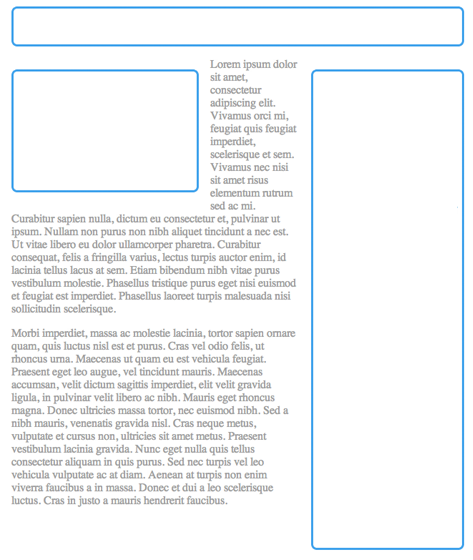 Lorem ipsum dolor
sit amet,
consectetur
adipiscing elit.
Vivamus orci mi,
feugiat quis feugiat
imperdiet,
scelerisque et sem.
Vivamus nec nisi
sit amet risus
elementum rutrum
sed ac mi.
Curabitur sapien nulla, dictum eu consectetur et, pulvinar ut
ipsum. Nullam non purus non nibh aliquet tincidunt a nec est.
Ut vitae libero eu dolor ullamcorper pharetra. Curabitur
consequat, felis a fringilla varius, lectus turpis auctor enim, id
lacinia tellus lacus at sem. Etiam bibendum nibh vitae purus
vestibulum molestie. Phasellus tristique purus eget nisi euismod
et feugiat est imperdiet. Phasellus laoreet turpis malesuada nisi
sollicitudin scelerisque.
Morbi imperdiet, massa ac molestie lacinia, tortor sapien ornare
quam, quis luctus nisl est et purus. Cras vel odio felis, ut
rhoncus urna. Maecenas ut quam eu est vehicula feugiat.
Praesent eget leo augue, vel tincidunt mauris. Maecenas
accumsan, velit dictum sagittis imperdiet, elit velit gravida
ligula, in pulvinar velit libero ac nibh. Mauris eget rhoncus
magna. Donec ultricies massa tortor, nec euismod nibh. Sed a
nibh mauris, venenatis gravida nisl. Cras neque metus,
vulputate et cursus non, ultricies sit amet metus. Praesent
vestibulum lacinia gravida. Nunc eget nulla quis tellus
consectetur aliquam in quis purus. Sed nec turpis vel leo
vehicula vulputate ac at diam. Aenean at turpis non enim
viverra faucibus a in massa. Donec et dui a leo scelerisque
luctus. Cras in justo a mauris hendrerit faucibus.